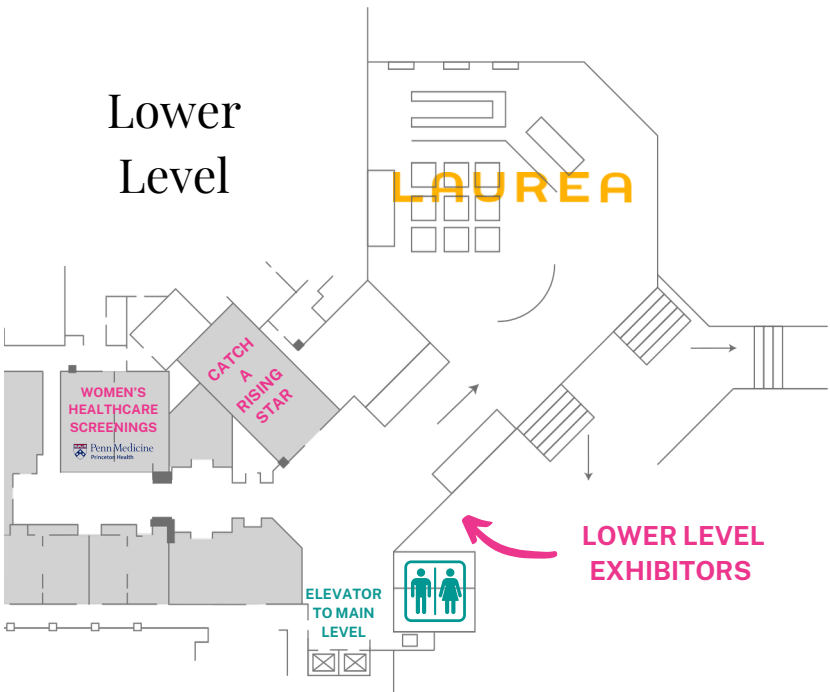 Lower
Level
LAUREA
CATCH
A
RISING
STAR
WOMEN'S
HEALTHCARE
SCREENINGS
Penn Medicine
Princeton Health
LOWER LEVEL
EXHIBITORS
ELEVATOR
TO MAIN
LEVEL